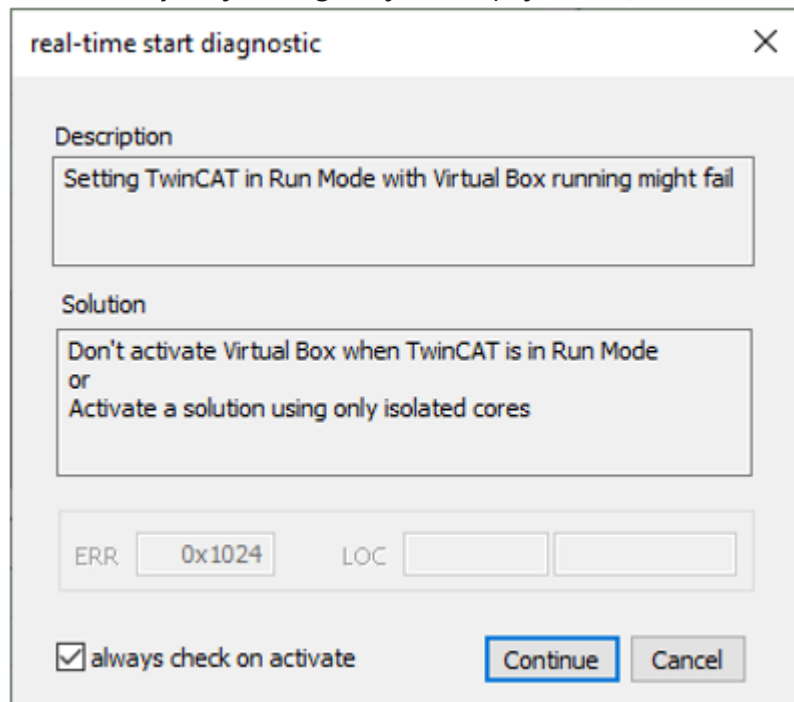 real-time start diagnostic
Description
Setting TwinCAT in Run Mode with Virtual Box running might fail
Solution
Don't activate Virtual Box when TwinCAT is in Run Mode
or
Activate a solution using only isolated cores
ERR 0x1024 LOC
always check on activate Continue Cancel